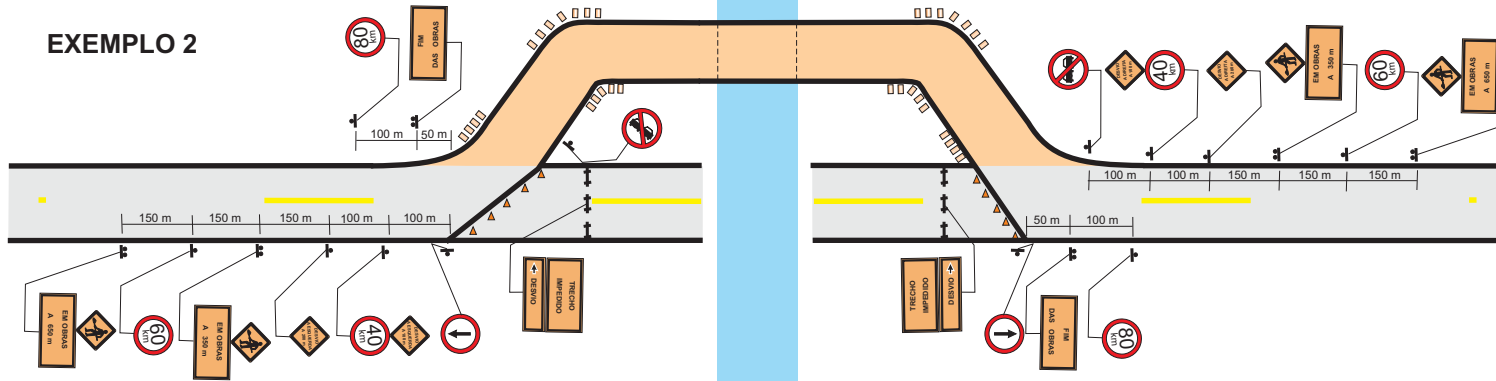 EXEMPLO 2
80
km
FIM
DAS OBRAS
100 m
50 m
40
km
EM OBRAS
A 350 m
60
km
EM OBRAS
A 650 m
100 m
100 m
150 m
150 m
150 m
150 m
150 m
150 m
100 m
100 m
50 m
100 m
EM OBRAS
A 650 m
60
km
EM OBRAS
A 350 m
40
km
DESVIO
TRECHO
IMPEDIDO
TRECHO
IMPEDIDO
DESVIO
FIM
DAS OBRAS
80
km